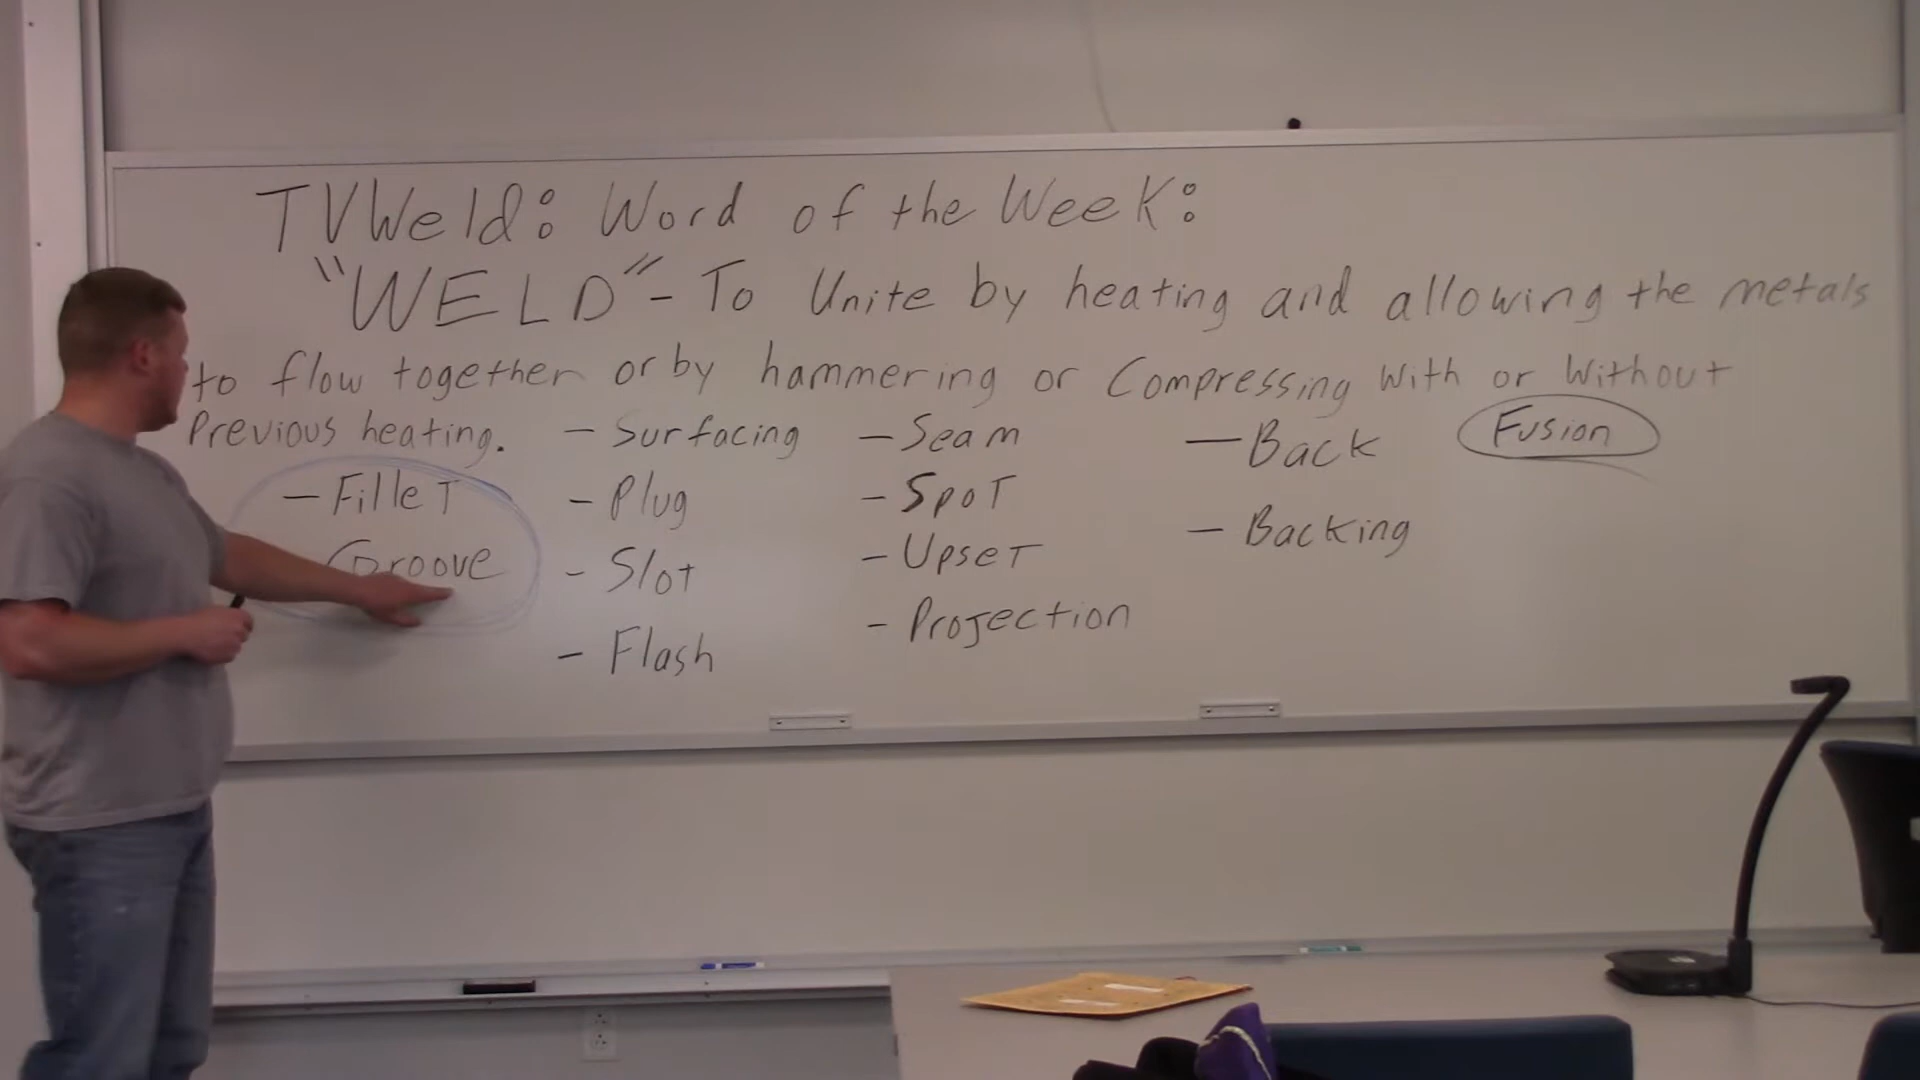 TVWeld: Word of the Week:
"WELD" - To Unite by heating and allowing the metals
to flow together or by hammering or Compressing With or Without
Previous heating.
- Fillet
Groove
- Surfacing
- Plug
- Slot
- Flash
- Seam
- Spot
- Upset
- Projection
- Back
- Backing
Fusion